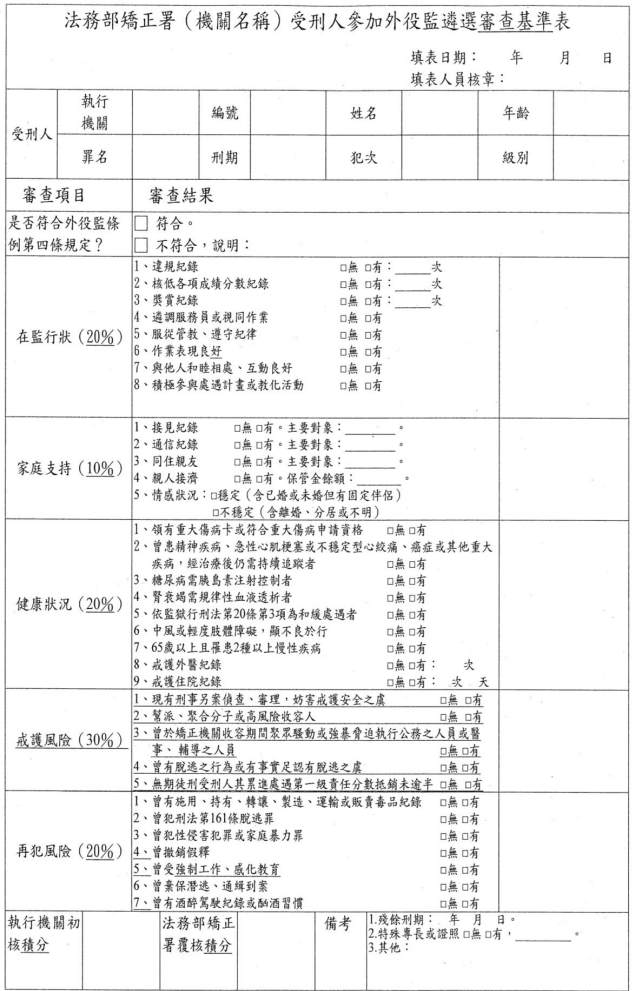 法務部矯正署（機關名稱）受刑人參加外役監遴選審查基準表
填表日期：　年　月　日
填表人員核章：
受刑人 執行機關 編號 姓名 年齡
罪名 刑期 犯次 級別
審查項目 審查結果
是否符合外役監條例第四條規定？
□ 符合。
□ 不符合，說明：
在監行狀（20%）
1、違規紀錄 □無 □有：_____次
2、核低各項成績分數紀錄 □無 □有：_____次
3、獎賞紀錄 □無 □有：_____次
4、遴調服務員或視同作業 □無 □有
5、服從管教、遵守紀律 □無 □有
6、作業表現良好 □無 □有
7、與他人和睦相處、互動良好 □無 □有
8、積極參與處遇計畫或教化活動 □無 □有
家庭支持（10%）
1、接見紀錄 □無 □有。主要對象：_______。
2、通信紀錄 □無 □有。主要對象：_______。
3、同住親友 □無 □有。主要對象：_______。
4、親人接濟 □無 □有。保管金餘額：_______。
5、情感狀況：□穩定（含已婚或未婚但有固定伴侶）
□不穩定（含離婚、分居或不明）
健康狀況（20%）
1、領有重大傷病卡或符合重大傷病申請資格 □無 □有
2、曾患精神疾病、急性心肌梗塞或不穩定型心絞痛、癌症或其他重大
疾病，經治療後仍需持續追蹤者 □無 □有
3、糖尿病需胰島素注射控制者 □無 □有
4、腎衰竭需規律性血液透析者 □無 □有
5、依監獄行刑法第20條第3項為和緩處遇者 □無 □有
6、中風或輕度肢體障礙，顯不良於行 □無 □有
7、65歲以上且罹患2種以上慢性疾病 □無 □有
8、戒護外醫紀錄 □無 □有：　次
9、戒護住院紀錄 □無 □有：　次　天
戒護風險（30%）
1、現有刑事另案偵查、審理，妨害戒護安全之虞 □無 □有
2、幫派、聚合分子或高風險收容人 □無 □有
3、曾於矯正機關收容期間聚眾騷動或強暴脅迫執行公務之人員或醫
事、輔導之人員 □無 □有
4、曾有脫逃之行為或有事實足認有脫逃之虞 □無 □有
5、無期徒刑受刑人其累進處遇第一級責任分數抵銷未逾半 □無 □有
再犯風險（20%）
1、曾有施用、持有、轉讓、製造、運輸或販賣毒品紀錄 □無 □有
2、曾犯刑法第161條脫逃罪 □無 □有
3、曾犯性侵害犯罪或家庭暴力罪 □無 □有
4、曾撤銷假釋 □無 □有
5、曾受強制工作、感化教育 □無 □有
6、曾棄保潛逃、通緝到案 □無 □有
7、曾有酒醉駕駛紀錄或酗酒習慣 □無 □有
執行機關初核積分
法務部矯正署覆核積分
備考
1.殘餘刑期：　年　月　日。
2.特殊專長或證照 □無 □有，_______。
3.其他：